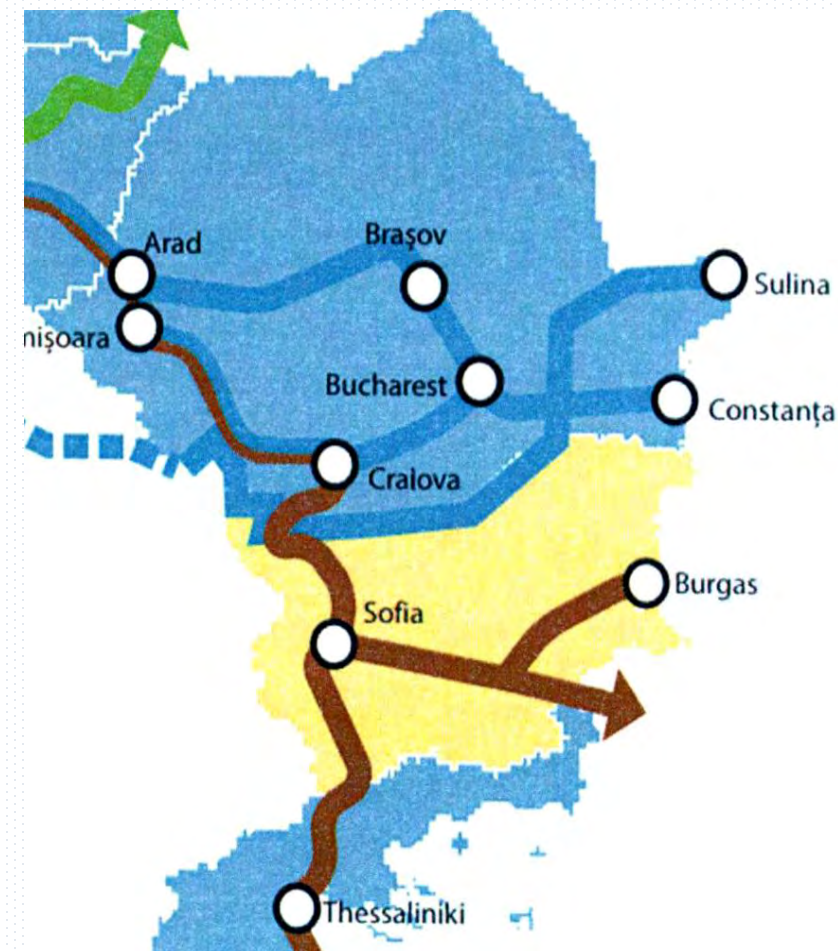 Arad
Braşov
Sulina
nişoara
Bucharest
Constanţa
Cralova
Burgas
Sofia
Thessaliniki